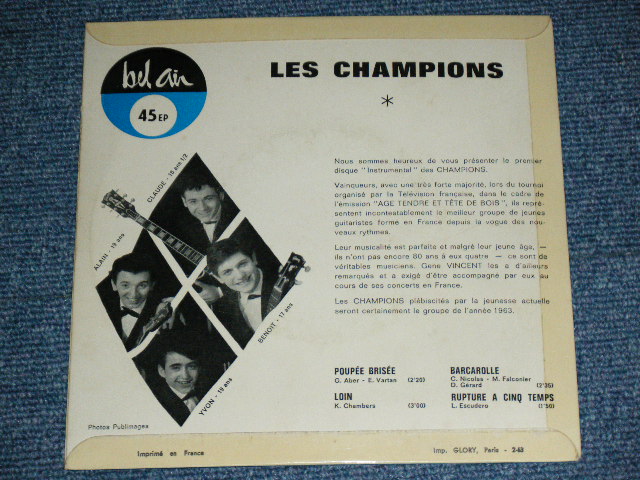 bel air
45 EP
LES CHAMPIONS
*
CLAUDE - 16 ans 1/2
ALAIN - 19 ans
BENOIT - 17 ans
YVON - 19 ans
Photos Publimages
Nous sommes heureux de vous présenter le premier
disque "Instrumental" des CHAMPIONS.
Vainqueurs, avec une très forte majorité, lors du tournoi
organisé par la Télévision française, dans le cadre de
l'émission "AGE TENDRE ET TÊTE DE BOIS", ils repré-
sentent incontestablement le meilleur groupe de jeunes
guitaristes formé en France depuis la vogue des nou-
veaux rythmes.
Leur musicalité est parfaite et malgré leur jeune âge, —
ils n'ont pas encore 80 ans à eux quatre — ce sont de
véritables musiciens. Gene VINCENT les a d'ailleurs
remarqués et a exigé d'être accompagné par eux au
cours de ses concerts en France.
Les CHAMPIONS plébiscités par la jeunesse actuelle
seront certainement le groupe de l'année 1963.
POUPÉE BRISÉE
G. Aber - E. Vartan (2'20)
LOIN
K. Chambers (3'00)
BARCAROLLE
C. Nicolas - M. Falconier
D. Gérard (2'35)
RUPTURE A CINQ TEMPS
L. Escudero (1'50)
Imprimé en France
Imp. GLORY, Paris - 2-63